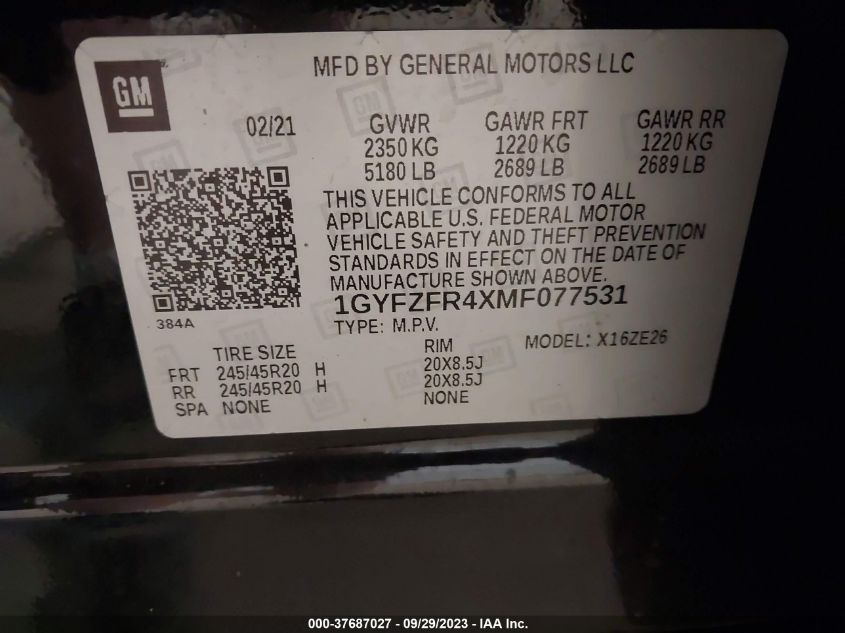 GM
MFD BY GENERAL MOTORS LLC
02/21 GVWR GAWR FRT GAWR RR
2350 KG 1220 KG 1220 KG
5180 LB 2689 LB 2689 LB
THIS VEHICLE CONFORMS TO ALL
APPLICABLE U.S. FEDERAL MOTOR
VEHICLE SAFETY AND THEFT PREVENTION
STANDARDS IN EFFECT ON THE DATE OF
MANUFACTURE SHOWN ABOVE.
384A
1GYFZFR4XMF077531
TYPE: M.P.V. MODEL: X16ZE26
TIRE SIZE RIM
FRT 245/45R20 H 20X8.5J
RR 245/45R20 H 20X8.5J
SPA NONE NONE
000-37687027 - 09/29/2023 - IAA Inc.